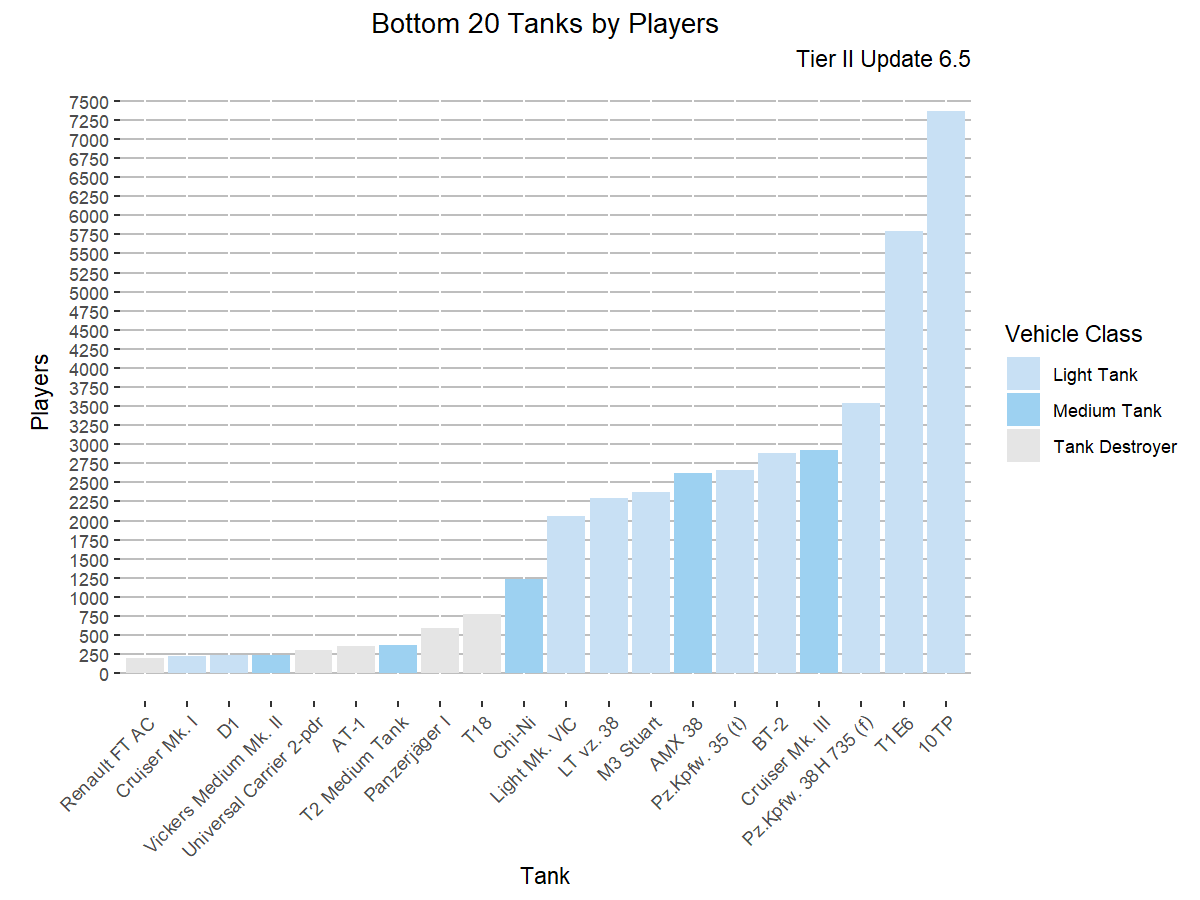 Bottom 20 Tanks by Players
Tier II Update 6.5
Players
7500
7250
7000
6750
6500
6250
6000
5750
5500
5250
5000
4750
4500
4250
4000
3750
3500
3250
3000
2750
2500
2250
2000
1750
1500
1250
1000
750
500
250
0
Renault FT AC
Cruiser Mk. I
D1
Vickers Medium Mk. II
Universal Carrier 2-pdr
AT-1
T2 Medium Tank
Panzerjäger I
T18
Chi-Ni
Light Mk. VIC
LT vz. 38
M3 Stuart
AMX 38
Pz.Kpfw. 35 (t)
BT-2
Cruiser Mk. III
Pz.Kpfw. 38H 735 (f)
T1E6
10TP
Tank
Vehicle Class
Light Tank
Medium Tank
Tank Destroyer